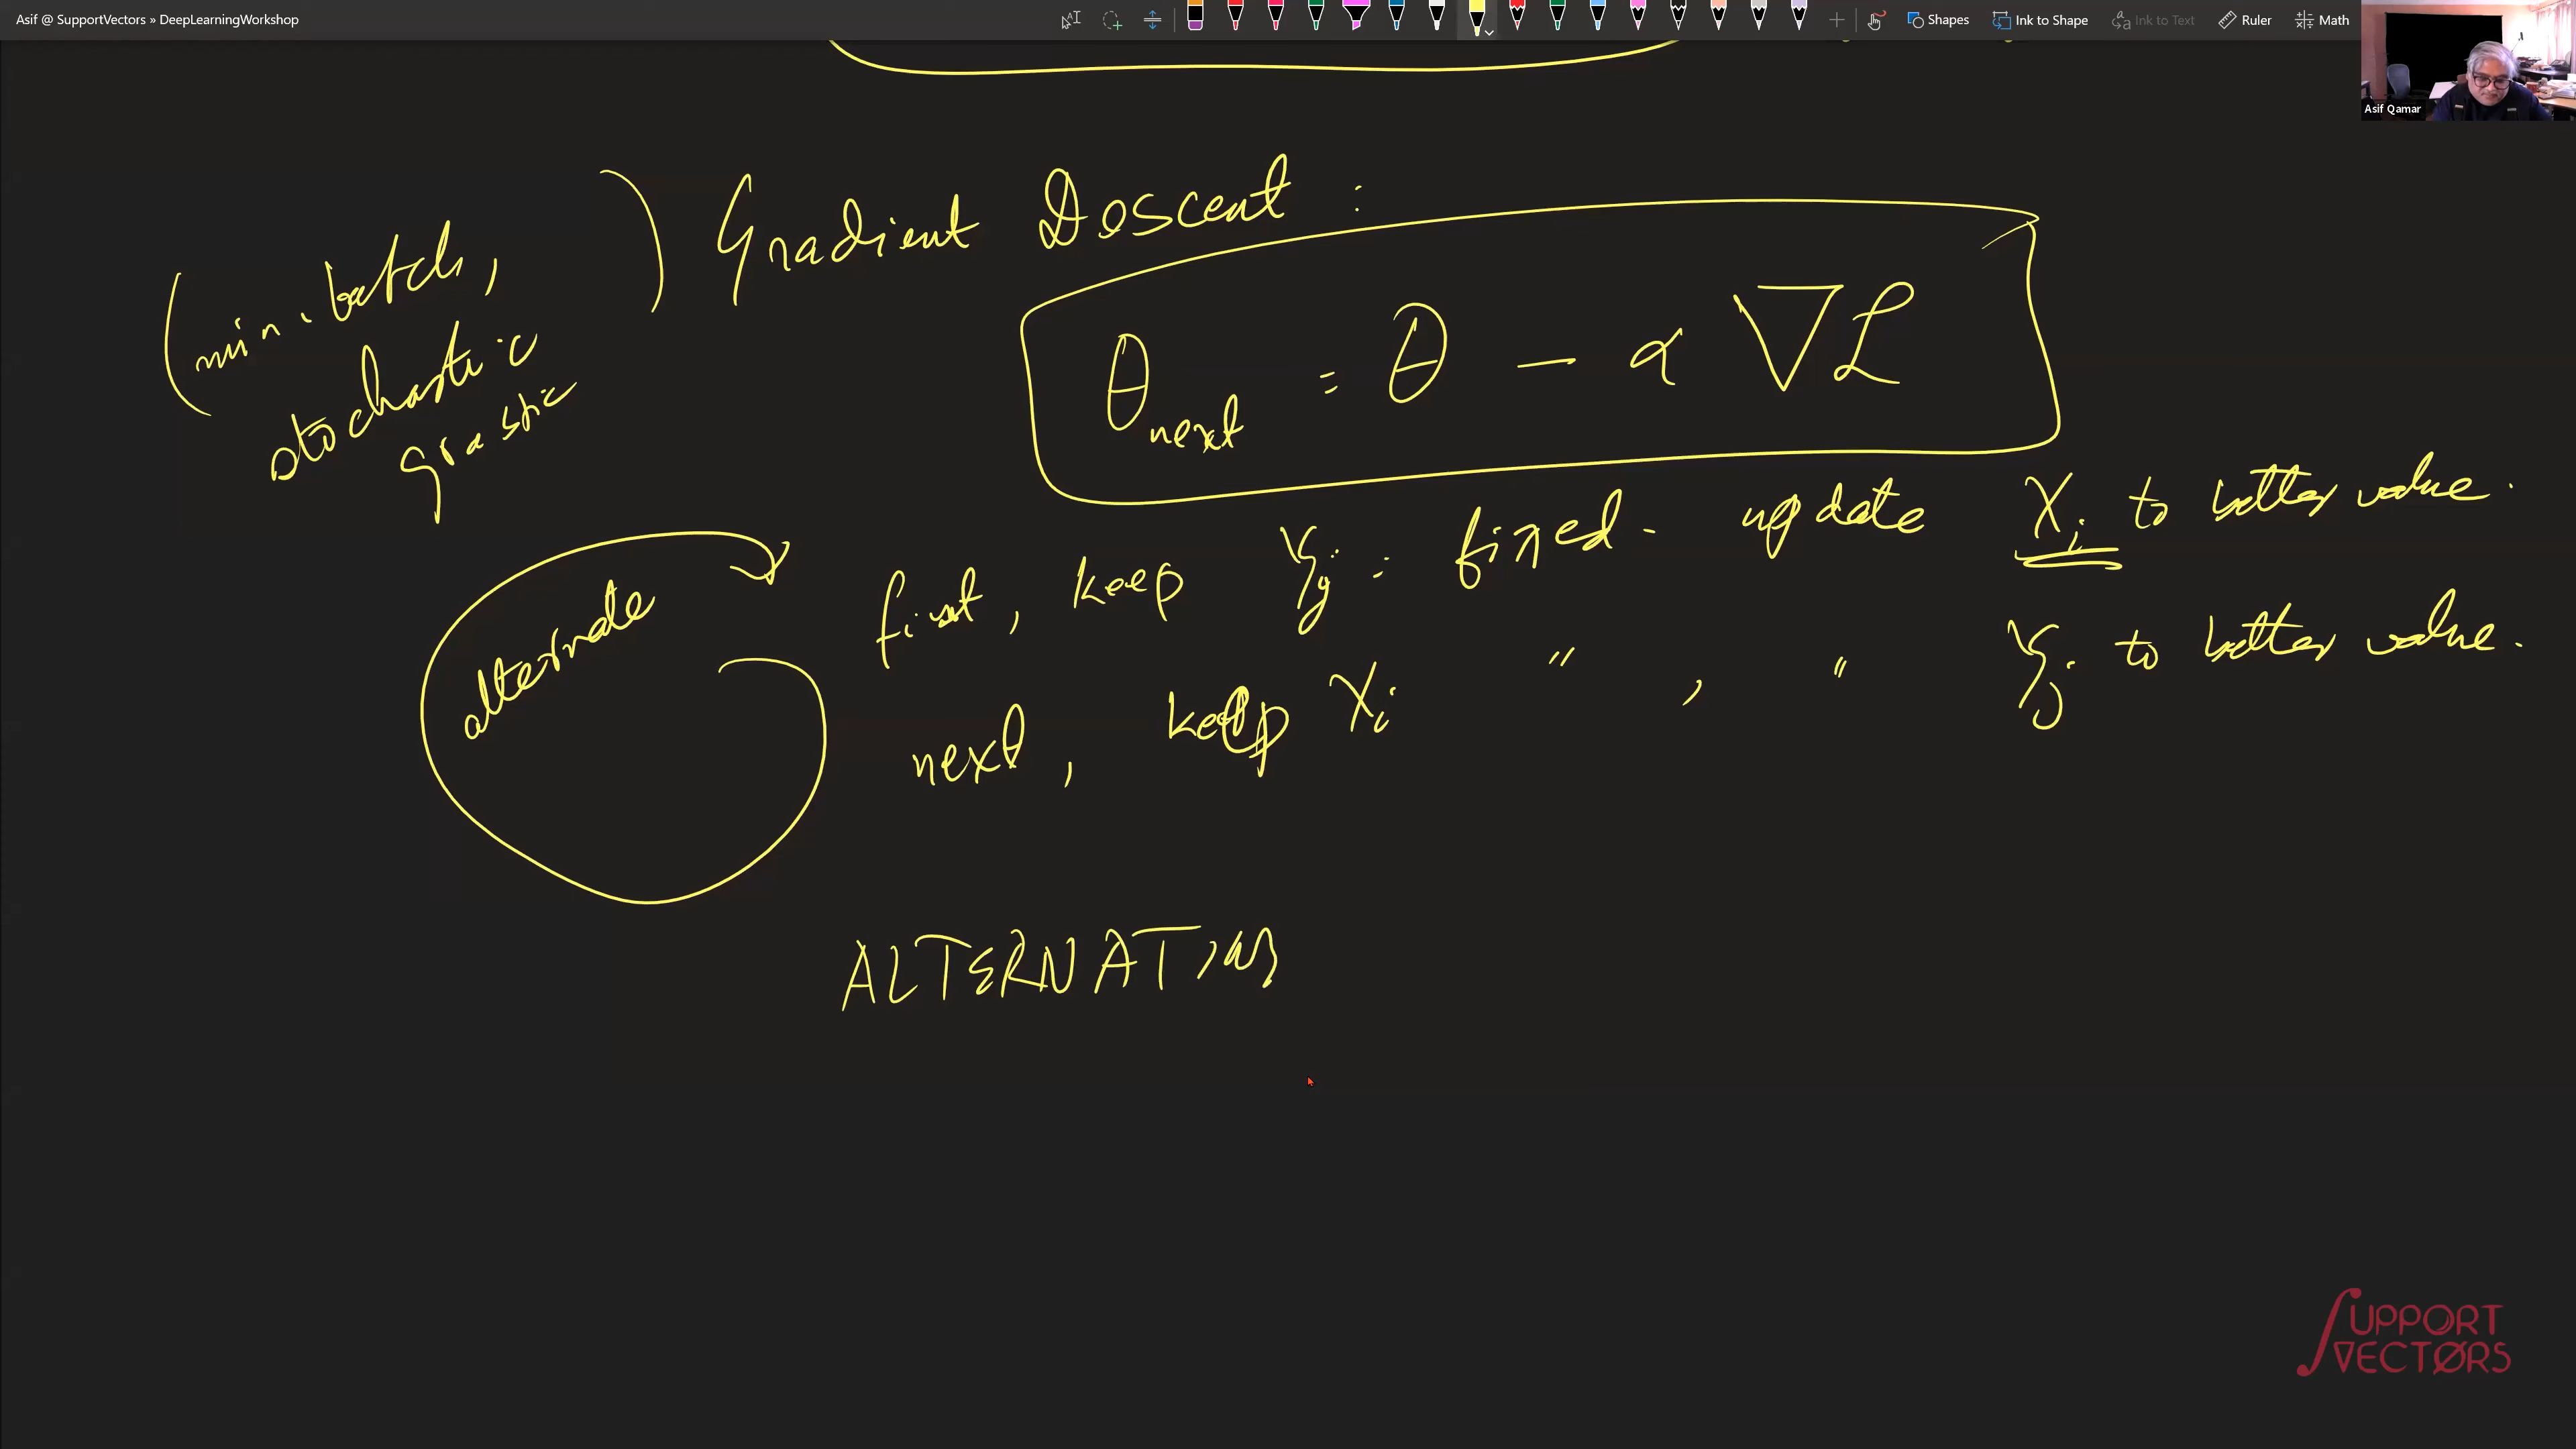 Asif @ SupportVectors » DeepLearningWorkshop
Shapes Ink to Shape Ink to Text Ruler Math
Asif Qamar
(mini-batch, stochastic ) Gradient Descent :
θnext = θ − α ∇L
first, keep Yj = fixed - update Xi to better value.
next, keep Xi " , " Yj to better value.
alternate
ALTERNATING
SUPPORT
VECTORS